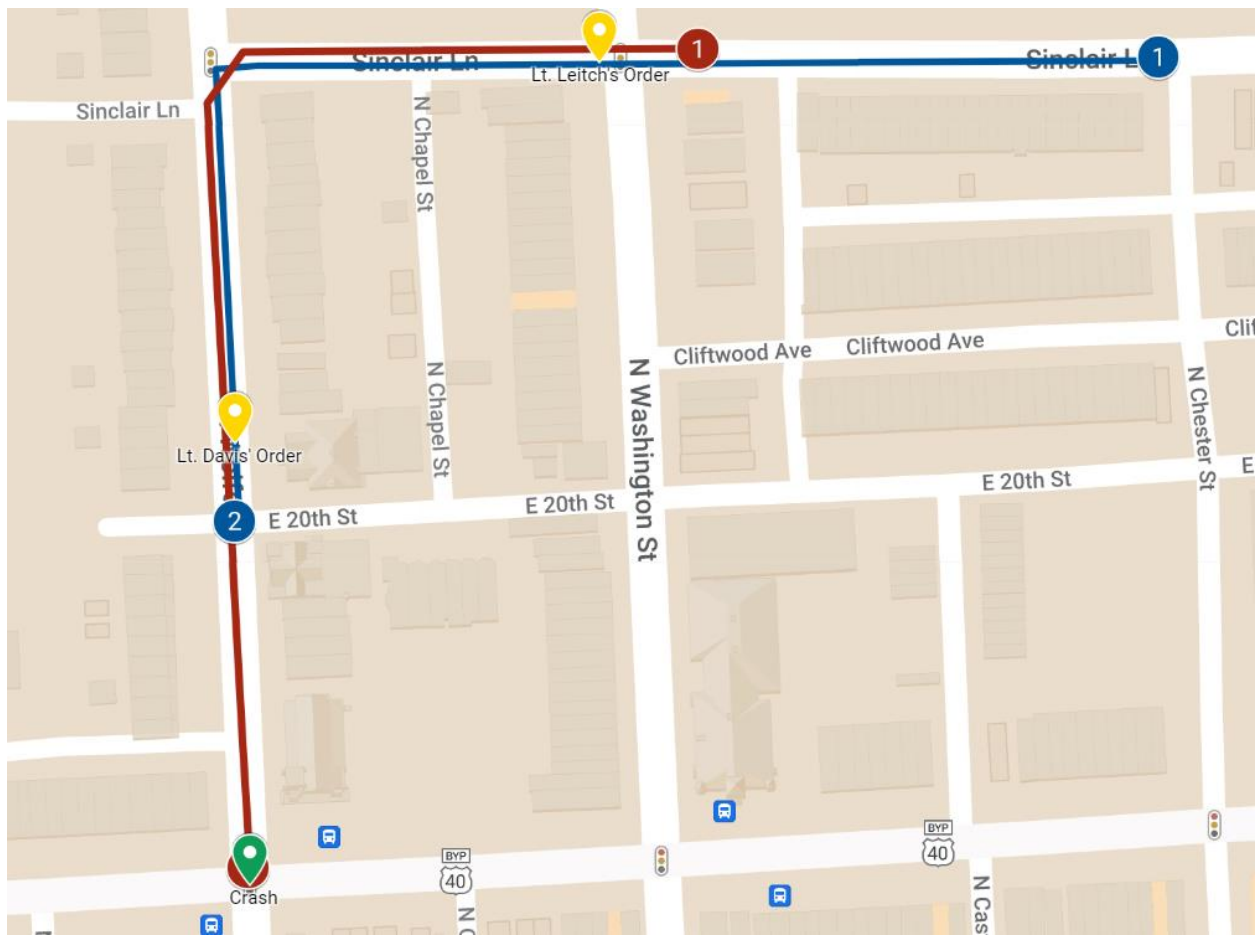 Sinclair Ln
1
Sinclair L
1
Lt. Leitch's Order
Sinclair Ln
N Chapel St
Cliftwood Ave
Cliftwood Ave
Clif
N Chapel St
N Washington St
N Chester St
Lt. Davis' Order
E 20th St
E
2
E 20th St
E 20th St
BYP
40
BYP
40
Crash
N C
N Cas
N